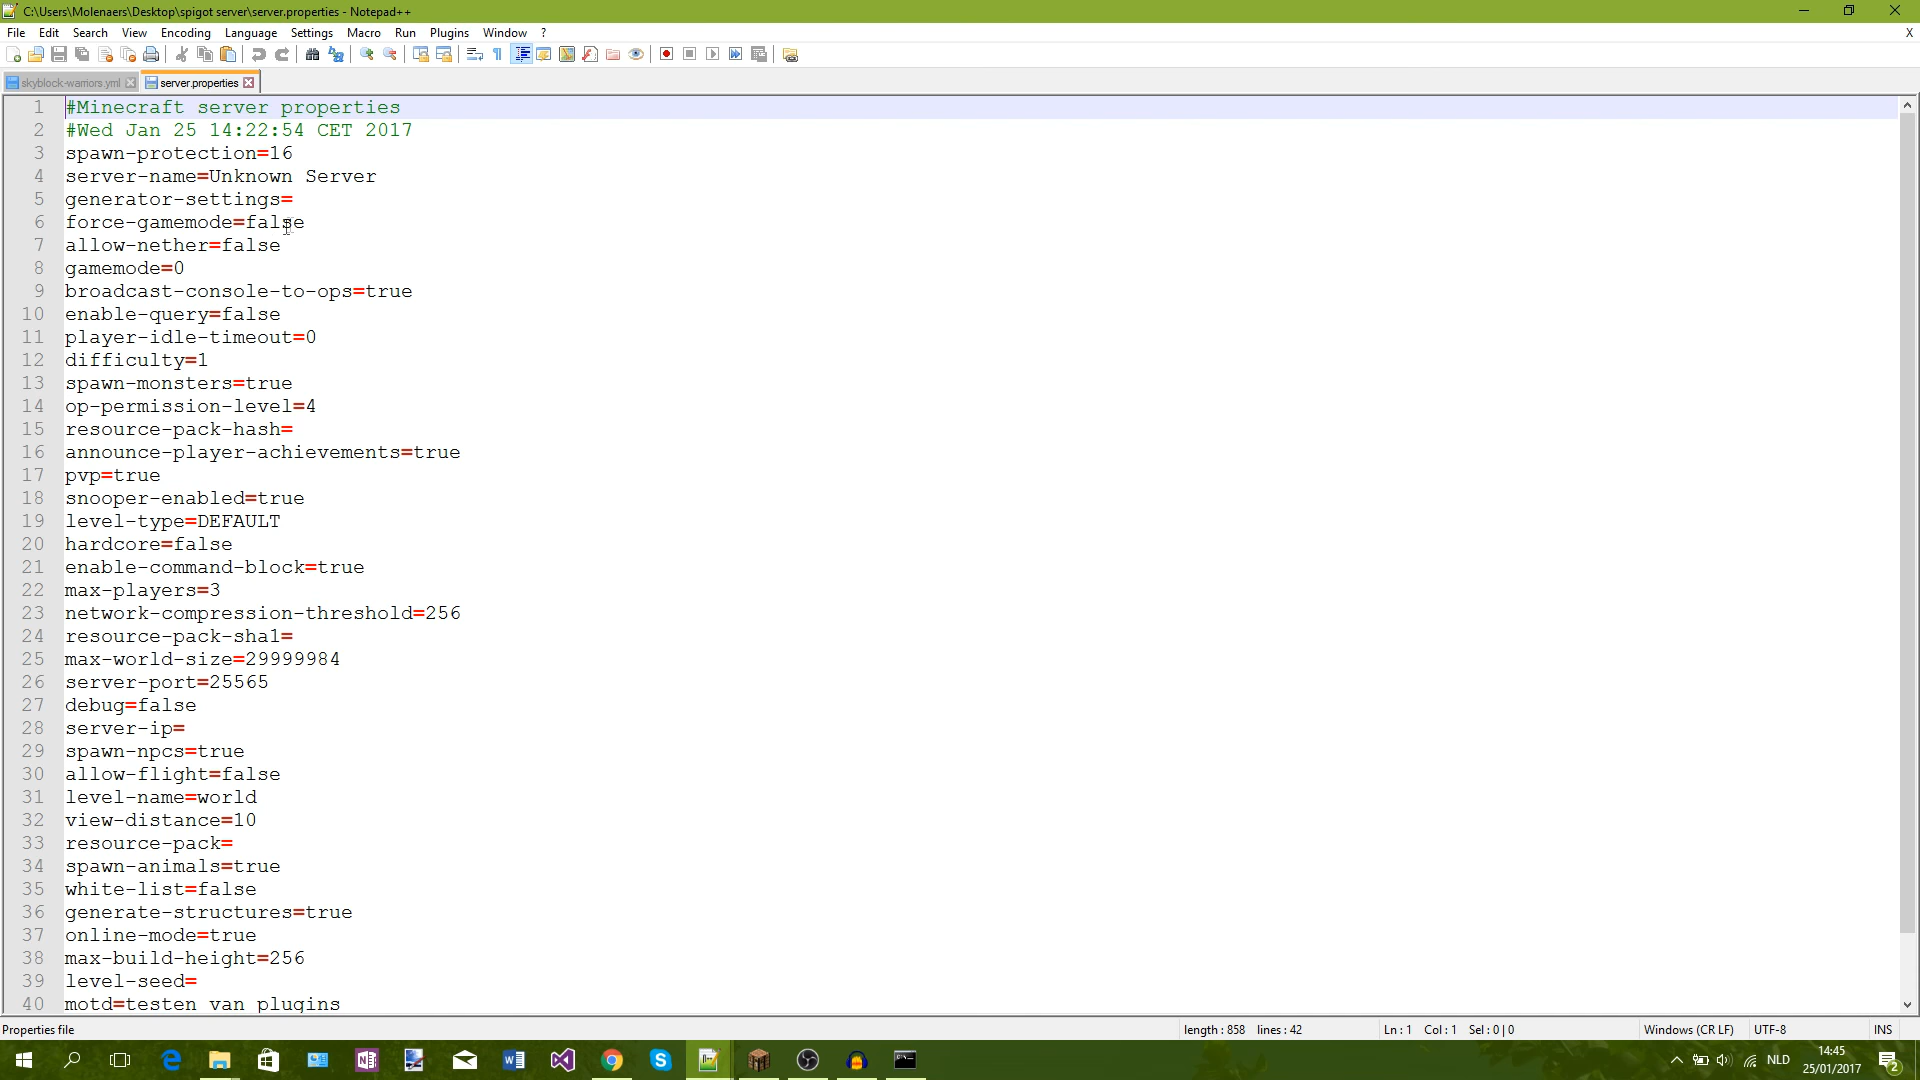 C:\Users\Molenaers\Desktop\spigot server\server.properties - Notepad++
File Edit Search View Encoding Language Settings Macro Run Plugins Window ? X
skyblock-warriors.yml server.properties
1 #Minecraft server properties
2 #Wed Jan 25 14:22:54 CET 2017
3 spawn-protection=16
4 server-name=Unknown Server
5 generator-settings=
6 force-gamemode=false
7 allow-nether=false
8 gamemode=0
9 broadcast-console-to-ops=true
10 enable-query=false
11 player-idle-timeout=0
12 difficulty=1
13 spawn-monsters=true
14 op-permission-level=4
15 resource-pack-hash=
16 announce-player-achievements=true
17 pvp=true
18 snooper-enabled=true
19 level-type=DEFAULT
20 hardcore=false
21 enable-command-block=true
22 max-players=3
23 network-compression-threshold=256
24 resource-pack-sha1=
25 max-world-size=29999984
26 server-port=25565
27 debug=false
28 server-ip=
29 spawn-npcs=true
30 allow-flight=false
31 level-name=world
32 view-distance=10
33 resource-pack=
34 spawn-animals=true
35 white-list=false
36 generate-structures=true
37 online-mode=true
38 max-build-height=256
39 level-seed=
40 motd=testen van plugins
Properties file length : 858 lines : 42 Ln : 1 Col : 1 Sel : 0 | 0 Windows (CR LF) UTF-8 INS
NLD 14:45
25/01/2017 2